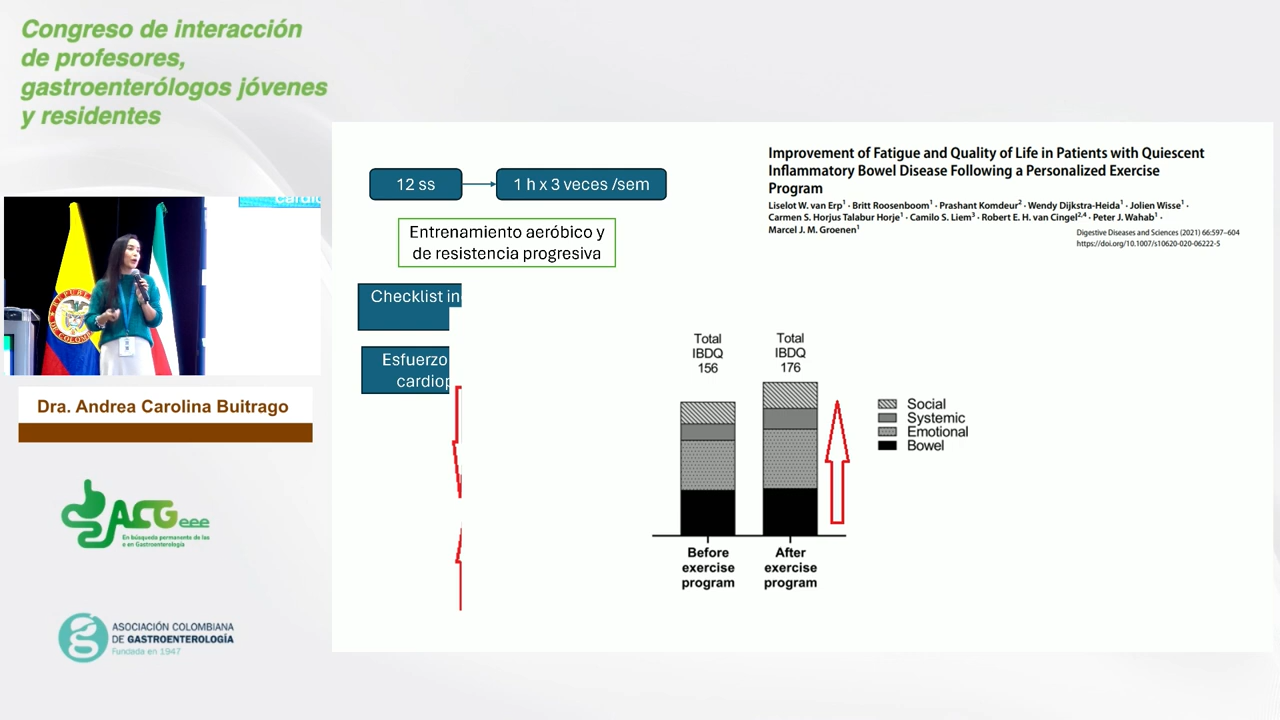 Congreso de interacción
de profesores,
gastroenterólogos jóvenes
y residentes
Dra. Andrea Carolina Buitrago
ACGeee
En búsqueda permanente de las
e en Gastroenterología
ASOCIACIÓN COLOMBIANA
DE GASTROENTEROLOGÍA
Fundada en 1947
12 ss
1 h x 3 veces /sem
Entrenamiento aeróbico y
de resistencia progresiva
Checklist in
Esfuerzo
cardiop
Improvement of Fatigue and Quality of Life in Patients with Quiescent
Inflammatory Bowel Disease Following a Personalized Exercise
Program
Liselot W. van Erp1 · Britt Roosenboom1 · Prashant Komdeur2 · Wendy Dijkstra-Heida1 · Jolien Wisse1 ·
Carmen S. Horjus Talabur Horje1 · Camilo S. Liem3 · Robert E. H. van Cingel2,4 · Peter J. Wahab1 ·
Marcel J. M. Groenen1
Digestive Diseases and Sciences (2021) 66:597–604
https://doi.org/10.1007/s10620-020-06222-5
Total
IBDQ
156
Total
IBDQ
176
Social
Systemic
Emotional
Bowel
Before
exercise
program
After
exercise
program